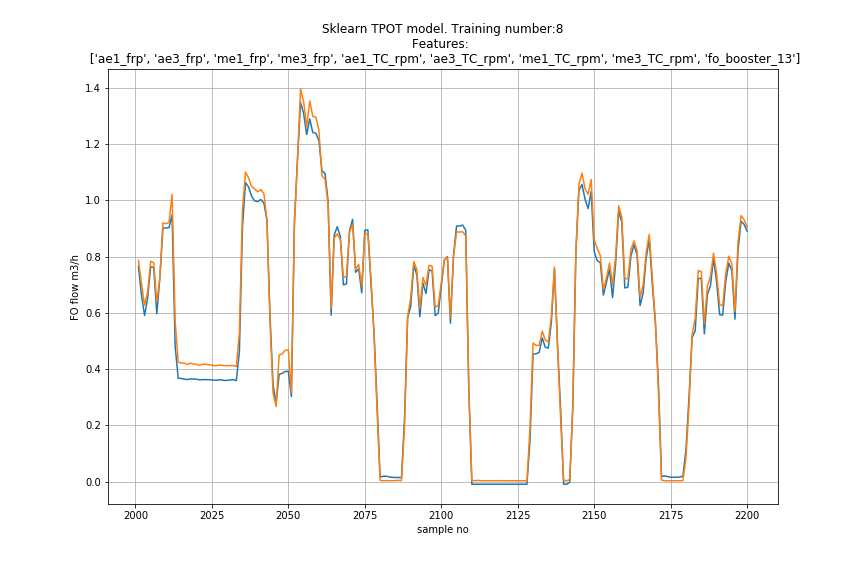 Sklearn TPOT model. Training number:8
Features:
['ae1_frp', 'ae3_frp', 'me1_frp', 'me3_frp', 'ae1_TC_rpm', 'ae3_TC_rpm', 'me1_TC_rpm', 'me3_TC_rpm', 'fo_booster_13']
FO flow m3/h
1.4
1.2
1.0
0.8
0.6
0.4
0.2
0.0
2000 2025 2050 2075 2100 2125 2150 2175 2200
sample no